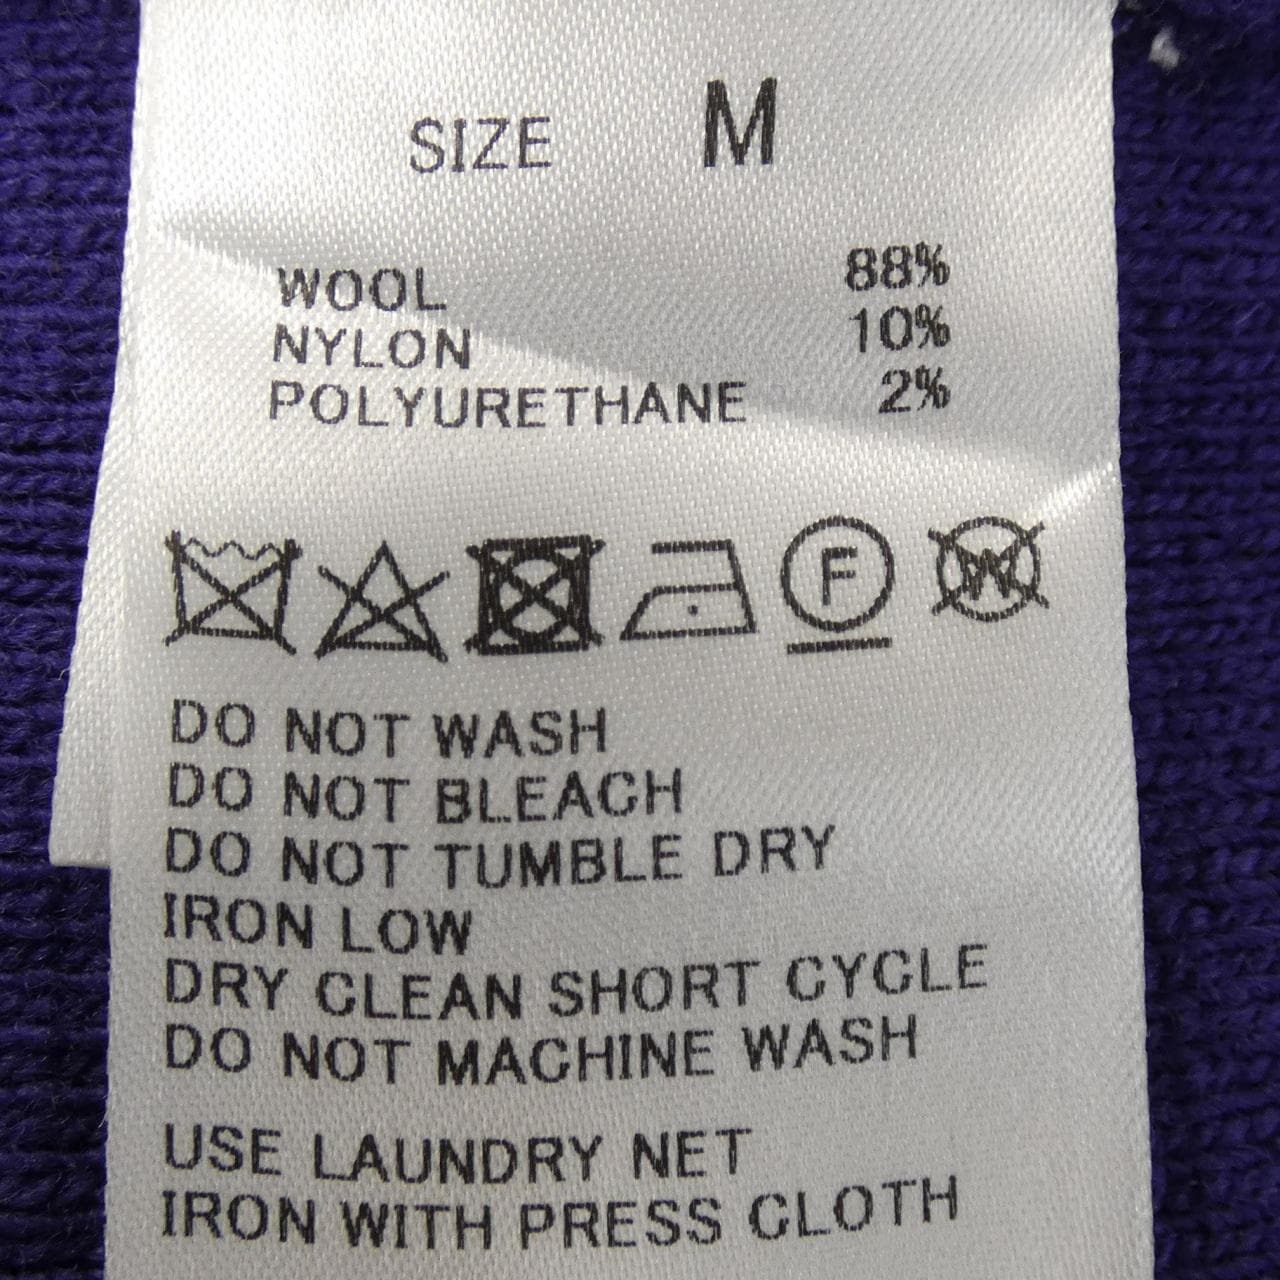 SIZE M
WOOL 88%
NYLON 10%
POLYURETHANE 2%
F W
DO NOT WASH
DO NOT BLEACH
DO NOT TUMBLE DRY
IRON LOW
DRY CLEAN SHORT CYCLE
DO NOT MACHINE WASH
USE LAUNDRY NET
IRON WITH PRESS CLOTH